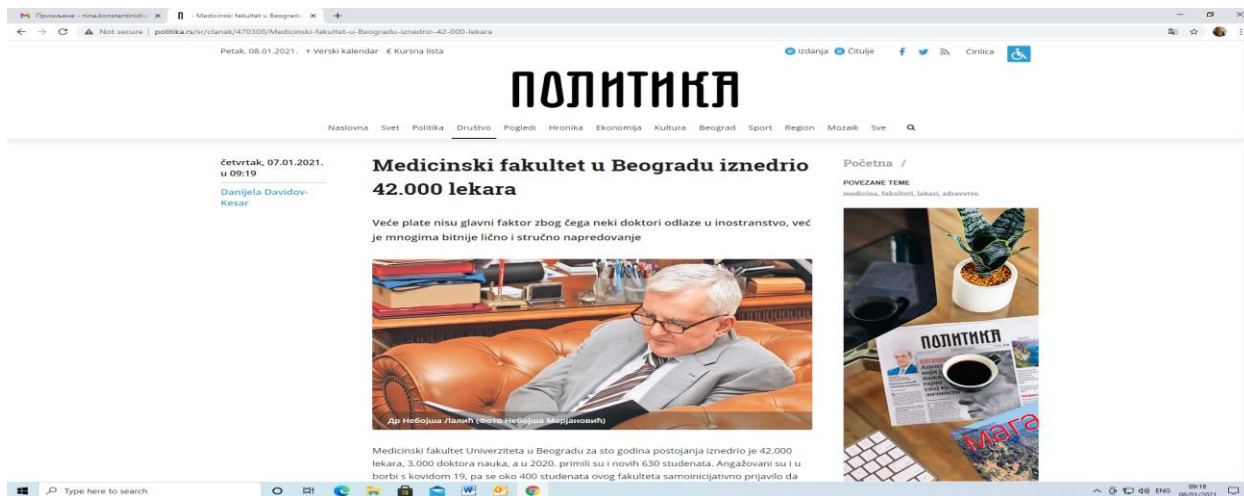 Примљене - nina.konstantinidis
- Medicinski fakultet u Beogradu
Not secure | politika.rs/sr/clanak/470308/Medicinski-fakultet-u-Beogradu-iznedrio-42-000-lekara
Petak, 08.01.2021. + Verski kalendar € Kursna lista
Izdanja Čitulje Ćirilica
ПОЛИТИКА
Naslovna Svet Politika Društvo Pogledi Hronika Ekonomija Kultura Beograd Sport Region Mozaik Sve
četvrtak, 07.01.2021.
u 09:19
Danijela Davidov-
Kesar
Medicinski fakultet u Beogradu iznedrio
42.000 lekara
Veće plate nisu glavni faktor zbog čega neki doktori odlaze u inostranstvo, već
je mnogima bitnije lično i stručno napredovanje
Др Небојша Лалић (Фото Небојша Марјановић)
Medicinski fakultet Univerziteta u Beogradu za sto godina postojanja iznedrio je 42.000
lekara, 3.000 doktora nauka, a u 2020. primili su i novih 630 studenata. Angažovani su i u
borbi s kovidom 19, pa se oko 400 studenata ovog fakulteta samoinicijativno prijavilo da
Početna /
POVEZANE TEME
medicina, fakulteti, lekari, zdravstvo
ПОЛИТИКА
Мага
Type here to search
ENG
09:18
08/01/2021